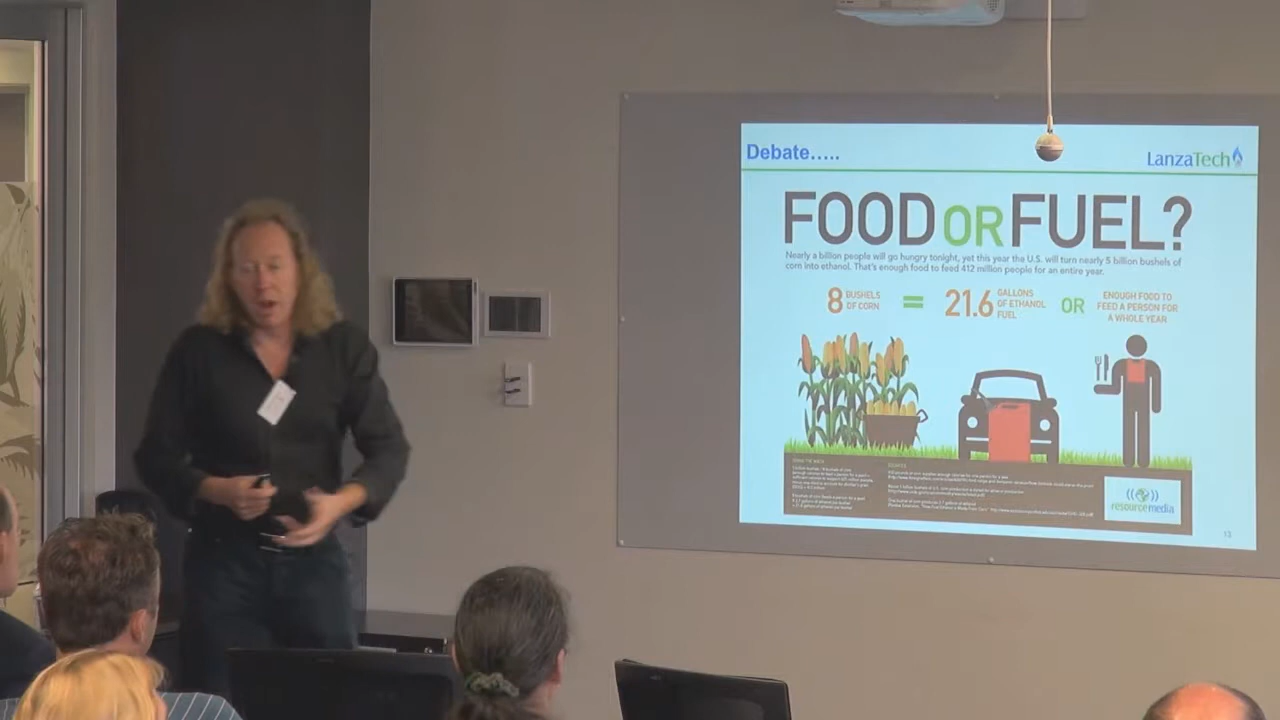 Debate.....
LanzaTech
FOOD OR FUEL?
Nearly a billion people will go hungry tonight, yet this year the U.S. will turn nearly 5 billion bushels of
corn into ethanol. That's enough food to feed 412 million people for an entire year.
8 BUSHELS
OF CORN
=
21.6 GALLONS
OF ETHANOL
FUEL
OR
ENOUGH FOOD TO
FEED A PERSON FOR
A WHOLE YEAR
resourcemedia
13